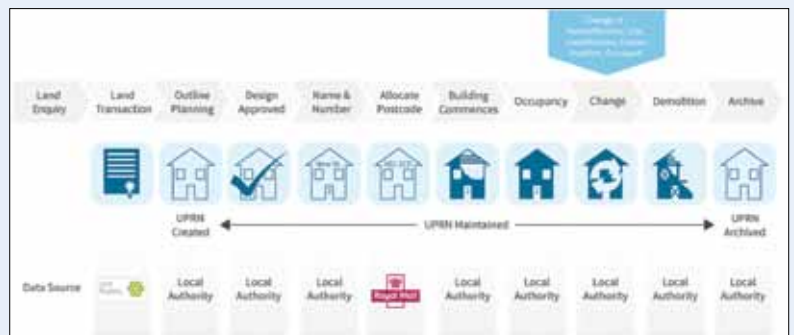 Change
Land Enquiry
Land Transaction
Outline Planning
Design Approved
Name & Number
Allocate Postcode
Building Commences
Occupancy
Change
Demolition
Archive
UPRN Created
UPRN Maintained
UPRN Archived
Data Source
Local Authority
Local Authority
Local Authority
Royal Mail
Local Authority
Local Authority
Local Authority
Local Authority
Local Authority